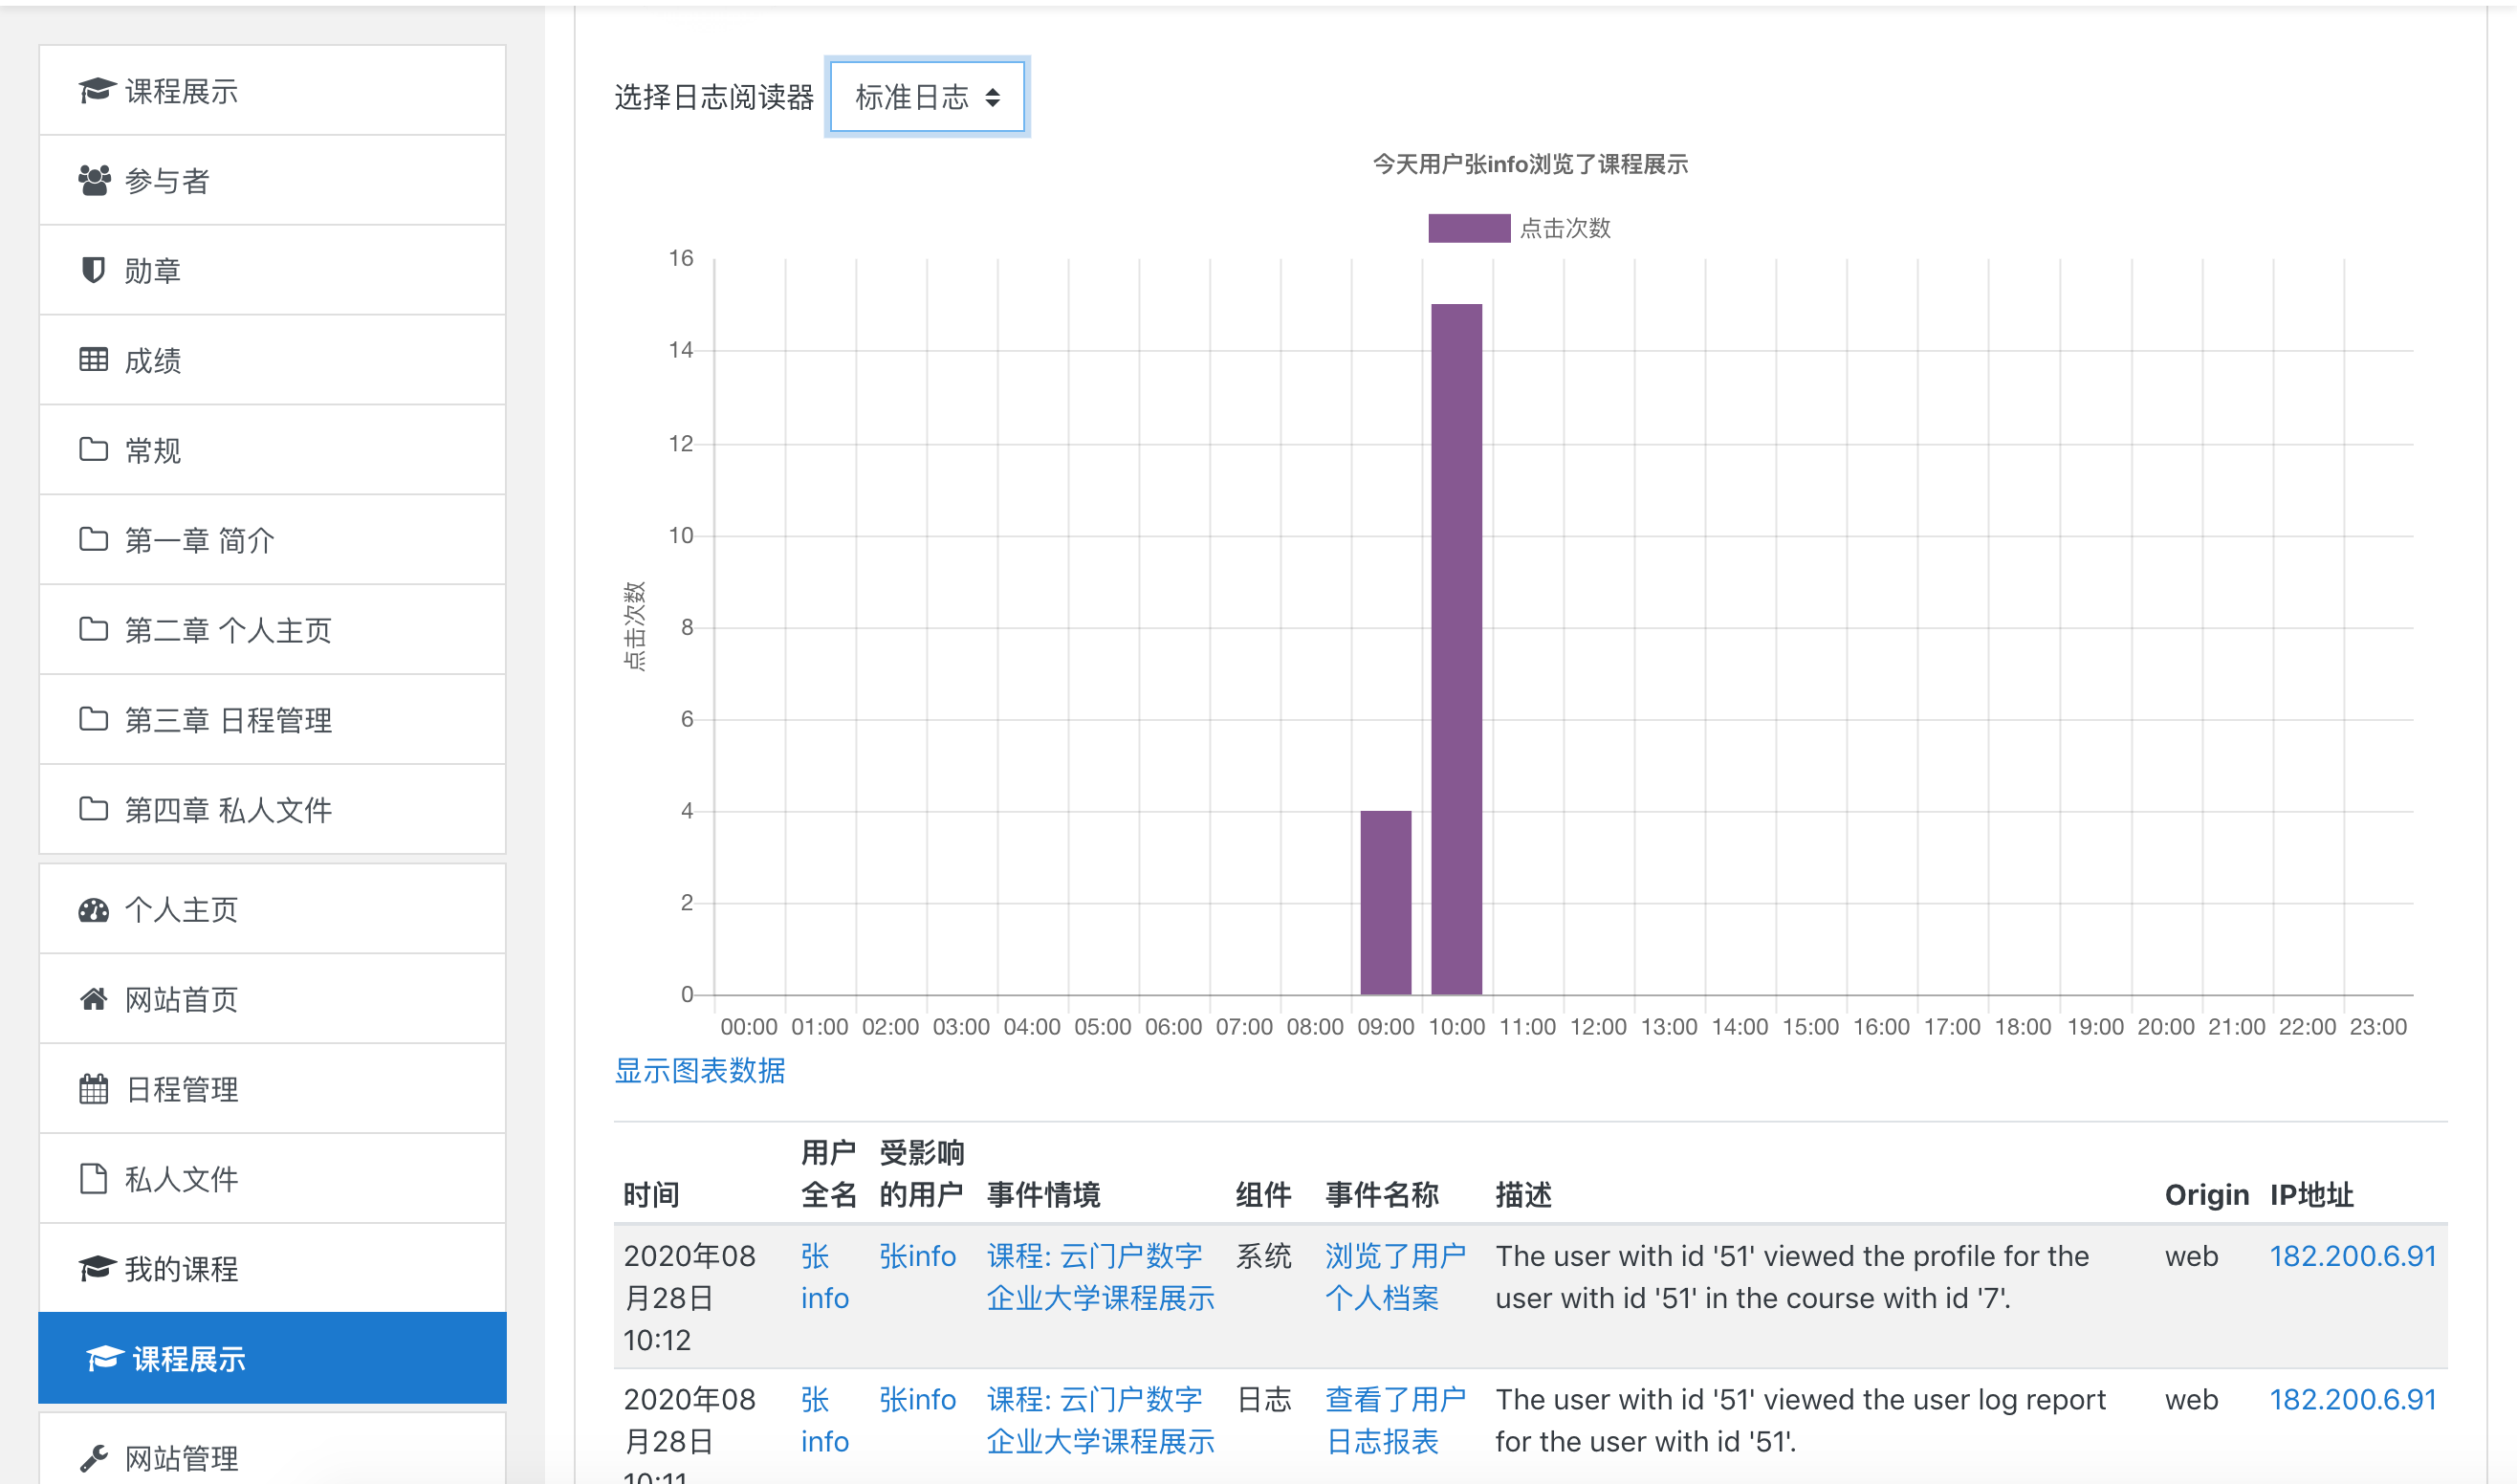 课程展示
参与者
勋章
成绩
常规
第一章 简介
第二章 个人主页
第三章 日程管理
第四章 私人文件
个人主页
网站首页
日程管理
私人文件
我的课程
课程展示
网站管理
选择日志阅读器 标准日志
今天用户张info浏览了课程展示
点击次数
16
14
12
10
8
6
4
2
0
点击次数
00:00 01:00 02:00 03:00 04:00 05:00 06:00 07:00 08:00 09:00 10:00 11:00 12:00 13:00 14:00 15:00 16:00 17:00 18:00 19:00 20:00 21:00 22:00 23:00
显示图表数据
用户 受影响
时间 全名 的用户 事件情境 组件 事件名称 描述 Origin IP地址
2020年08 张 张info 课程: 云门户数字 系统 浏览了用户 The user with id '51' viewed the profile for the web 182.200.6.91
月28日 info 企业大学课程展示 个人档案 user with id '51' in the course with id '7'.
10:12
2020年08 张 张info 课程: 云门户数字 日志 查看了用户 The user with id '51' viewed the user log report web 182.200.6.91
月28日 info 企业大学课程展示 日志报表 for the user with id '51'.
10:11